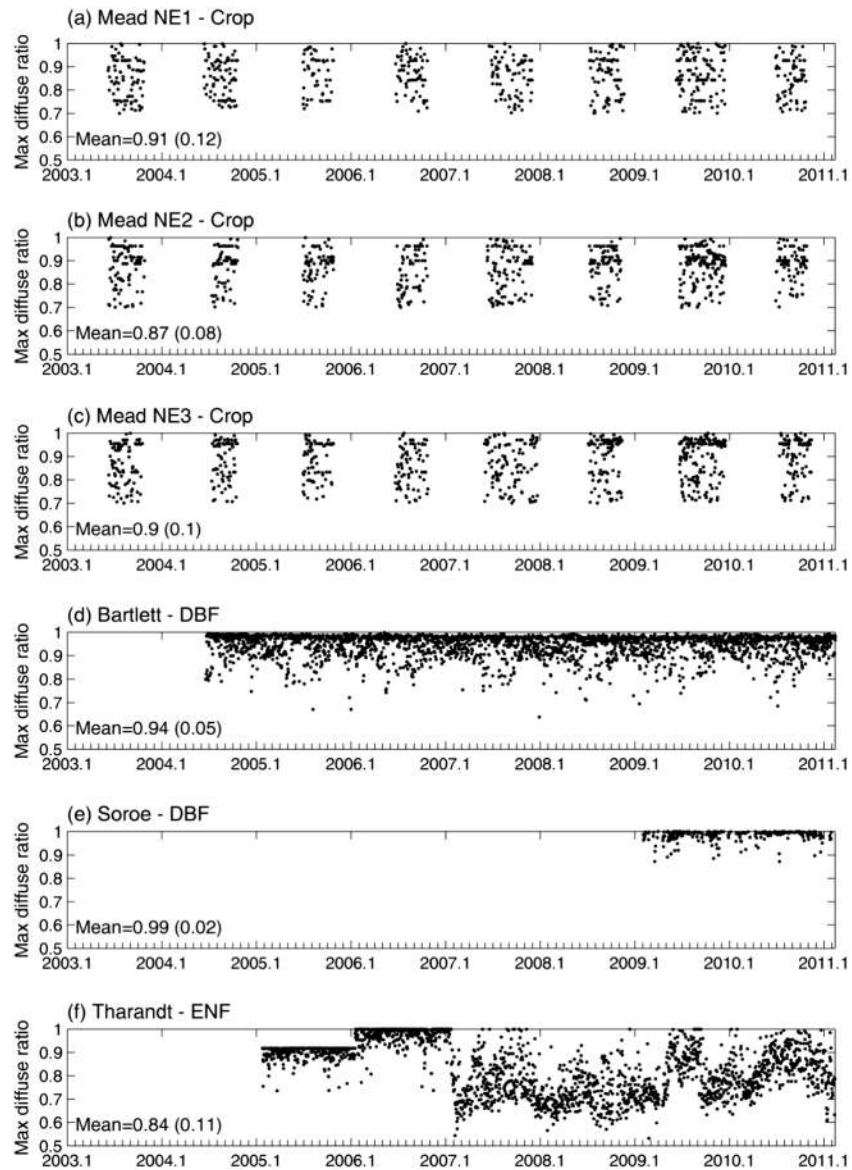 (a) Mead NE1 - Crop
Max diffuse ratio
1
0.9
0.8
0.7
0.6
0.5
Mean=0.91 (0.12)
2003.1 2004.1 2005.1 2006.1 2007.1 2008.1 2009.1 2010.1 2011.1
(b) Mead NE2 - Crop
Max diffuse ratio
1
0.9
0.8
0.7
0.6
0.5
Mean=0.87 (0.08)
2003.1 2004.1 2005.1 2006.1 2007.1 2008.1 2009.1 2010.1 2011.1
(c) Mead NE3 - Crop
Max diffuse ratio
1
0.9
0.8
0.7
0.6
0.5
Mean=0.9 (0.1)
2003.1 2004.1 2005.1 2006.1 2007.1 2008.1 2009.1 2010.1 2011.1
(d) Bartlett - DBF
Max diffuse ratio
1
0.9
0.8
0.7
0.6
0.5
Mean=0.94 (0.05)
2003.1 2004.1 2005.1 2006.1 2007.1 2008.1 2009.1 2010.1 2011.1
(e) Soroe - DBF
Max diffuse ratio
1
0.9
0.8
0.7
0.6
0.5
Mean=0.99 (0.02)
2003.1 2004.1 2005.1 2006.1 2007.1 2008.1 2009.1 2010.1 2011.1
(f) Tharandt - ENF
Max diffuse ratio
1
0.9
0.8
0.7
0.6
0.5
Mean=0.84 (0.11)
2003.1 2004.1 2005.1 2006.1 2007.1 2008.1 2009.1 2010.1 2011.1